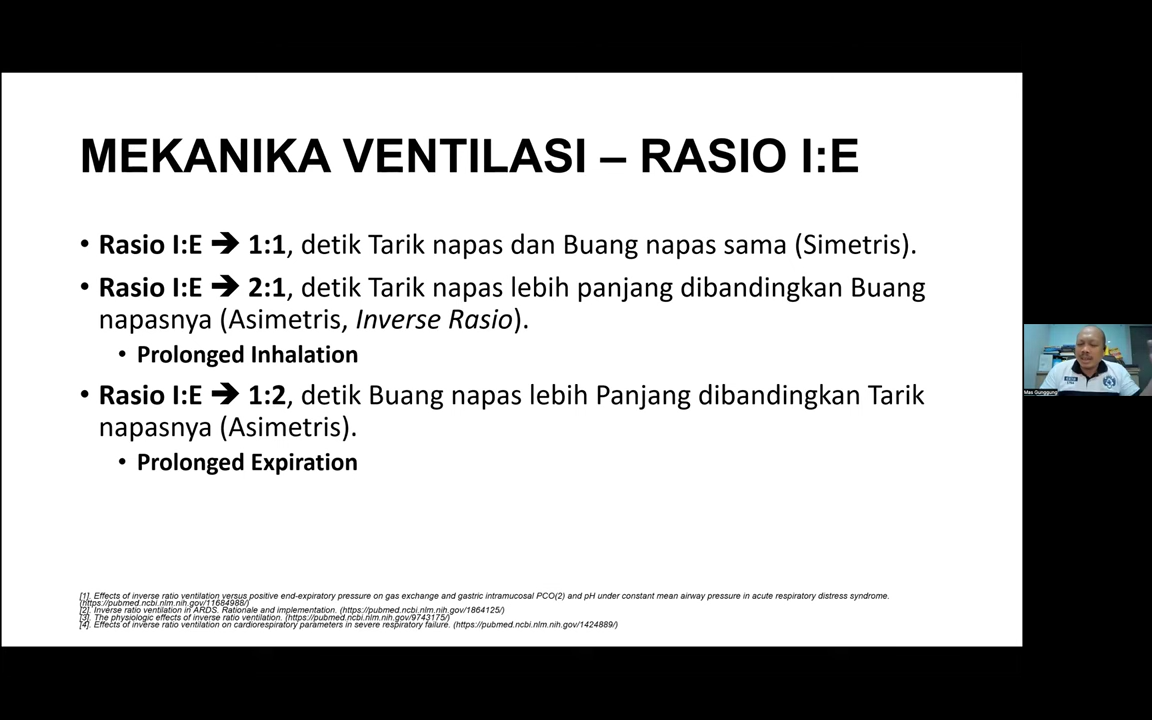 MEKANIKA VENTILASI – RASIO I:E
• Rasio I:E ➔ 1:1, detik Tarik napas dan Buang napas sama (Simetris).
• Rasio I:E ➔ 2:1, detik Tarik napas lebih panjang dibandingkan Buang
napasnya (Asimetris, Inverse Rasio).
• Prolonged Inhalation
• Rasio I:E ➔ 1:2, detik Buang napas lebih Panjang dibandingkan Tarik
napasnya (Asimetris).
• Prolonged Expiration
[1]. Effects of inverse ratio ventilation versus positive end-expiratory pressure on gas exchange and gastric intramucosal PCO(2) and pH under constant mean airway pressure in acute respiratory distress syndrome.
(https://pubmed.ncbi.nlm.nih.gov/11684988/)
[2]. Inverse ratio ventilation in ARDS. Rationale and implementation. (https://pubmed.ncbi.nlm.nih.gov/1864125/)
[3]. The physiologic effects of inverse ratio ventilation. (https://pubmed.ncbi.nlm.nih.gov/9743175/)
[4]. Effects of inverse ratio ventilation on cardiorespiratory parameters in severe respiratory failure. (https://pubmed.ncbi.nlm.nih.gov/1424889/)
Mas Gunggung